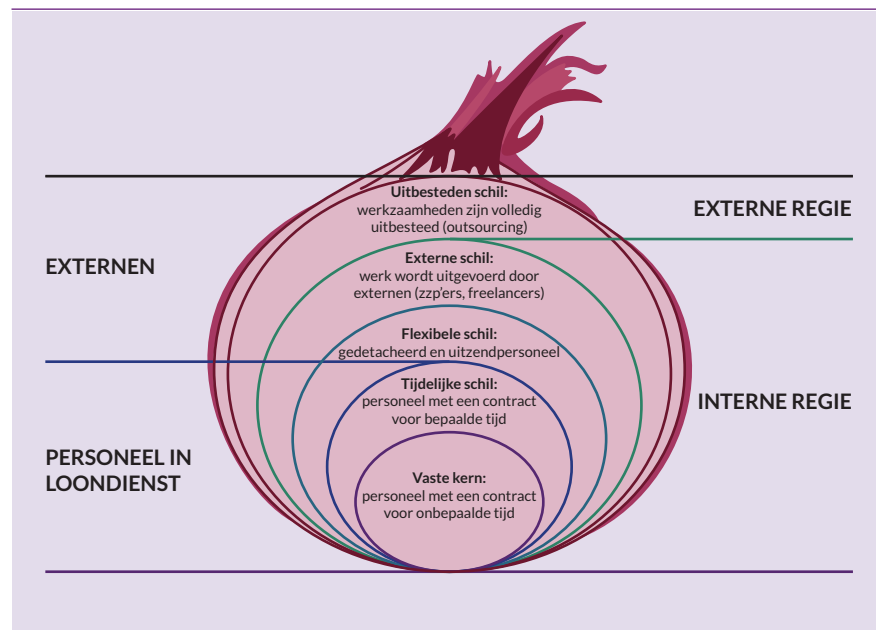 Uitbesteden schil:
werkzaamheden zijn volledig
uitbesteed (outsourcing)
EXTERNE REGIE
EXTERNEN
Externe schil:
werk wordt uitgevoerd door
externen (zzp'ers, freelancers)
Flexibele schil:
gedetacheerd en uitzendpersoneel
Tijdelijke schil:
personeel met een contract
voor bepaalde tijd
INTERNE REGIE
PERSONEEL IN
LOONDIENST
Vaste kern:
personeel met een contract
voor onbepaalde tijd